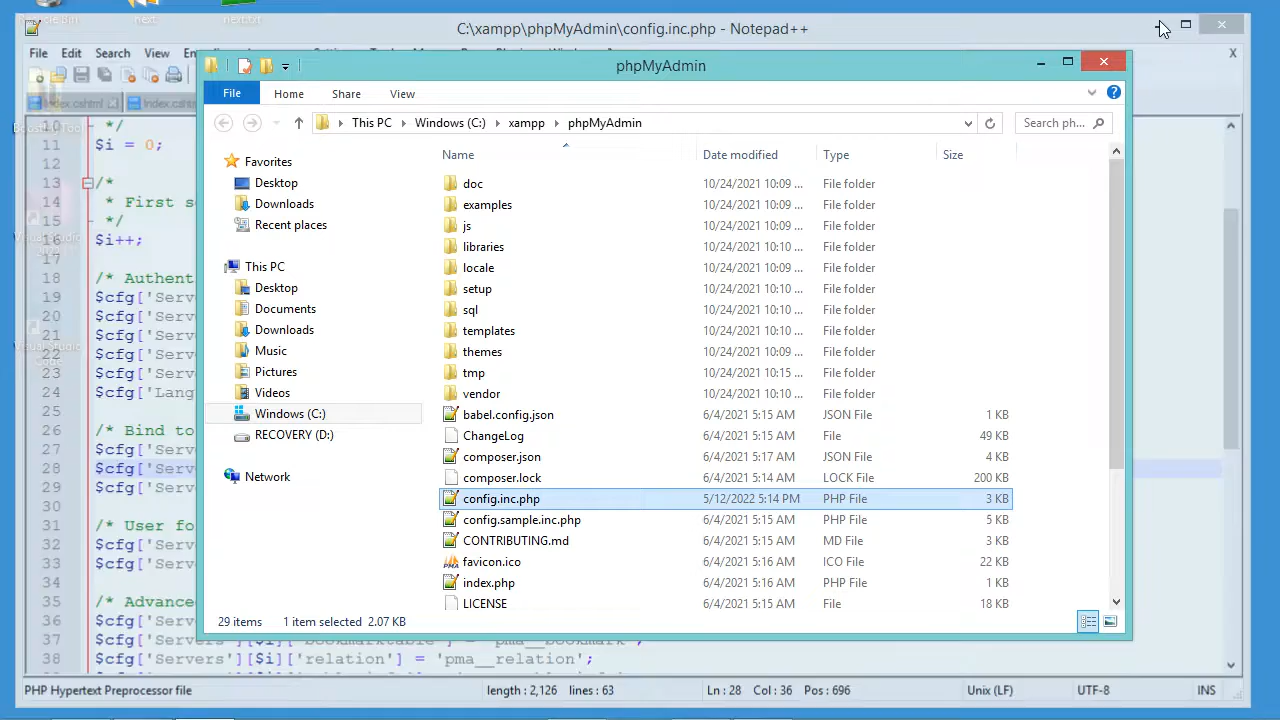 Recycle Bin
next
next.txt
C:\xampp\phpMyAdmin\config.inc.php - Notepad++
File Edit Search View
X
Index.cshtml
Index.csh
phpMyAdmin
File Home Share View
This PC Windows (C:) xampp phpMyAdmin
Search ph...
Name Date modified Type Size
Favorites
Desktop
Downloads
Recent places
This PC
Desktop
Documents
Downloads
Music
Pictures
Videos
Windows (C:)
RECOVERY (D:)
Network
doc 10/24/2021 10:09 ... File folder
examples 10/24/2021 10:09 ... File folder
js 10/24/2021 10:09 ... File folder
libraries 10/24/2021 10:10 ... File folder
locale 10/24/2021 10:09 ... File folder
setup 10/24/2021 10:10 ... File folder
sql 10/24/2021 10:10 ... File folder
templates 10/24/2021 10:10 ... File folder
themes 10/24/2021 10:09 ... File folder
tmp 10/24/2021 10:15 ... File folder
vendor 10/24/2021 10:10 ... File folder
babel.config.json 6/4/2021 5:15 AM JSON File 1 KB
ChangeLog 6/4/2021 5:15 AM File 49 KB
composer.json 6/4/2021 5:17 AM JSON File 4 KB
composer.lock 6/4/2021 5:14 AM LOCK File 200 KB
config.inc.php 5/12/2022 5:14 PM PHP File 3 KB
config.sample.inc.php 6/4/2021 5:15 AM PHP File 5 KB
CONTRIBUTING.md 6/4/2021 5:15 AM MD File 3 KB
favicon.ico 6/4/2021 5:16 AM ICO File 22 KB
index.php 6/4/2021 5:16 AM PHP File 1 KB
LICENSE 6/4/2021 5:15 AM File 18 KB
29 items 1 item selected 2.07 KB
10 */
11 $i = 0;
12
13 /*
14 * First s
15 */
16 $i++;
17
18 /* Authent
19 $cfg['Serv
20 $cfg['Serv
21 $cfg['Serv
22 $cfg['Serv
23 $cfg['Serv
24 $cfg['Lang
25
26 /* Bind to
27 $cfg['Serv
28 $cfg['Serv
29 $cfg['Serv
30
31 /* User fo
32 $cfg['Serv
33 $cfg['Serv
34
35 /* Advance
36 $cfg['Serv
37 $cfg['Servers'][$i]['bookmarktable'] = 'pma__bookmark';
38 $cfg['Servers'][$i]['relation'] = 'pma__relation';
PHP Hypertext Preprocessor file length : 2,126 lines : 63 Ln : 28 Col : 36 Pos : 696 Unix (LF) UTF-8 INS